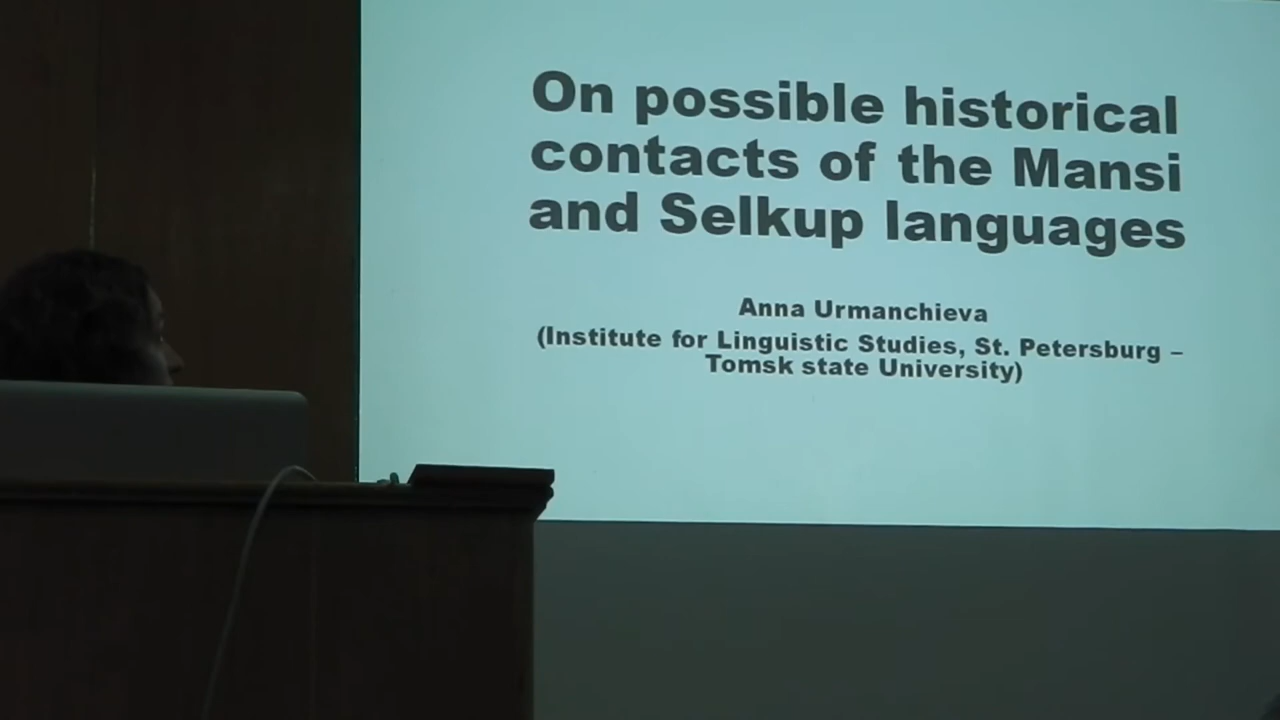 On possible historical
contacts of the Mansi
and Selkup languages
Anna Urmanchieva
(Institute for Linguistic Studies, St. Petersburg –
Tomsk state University)